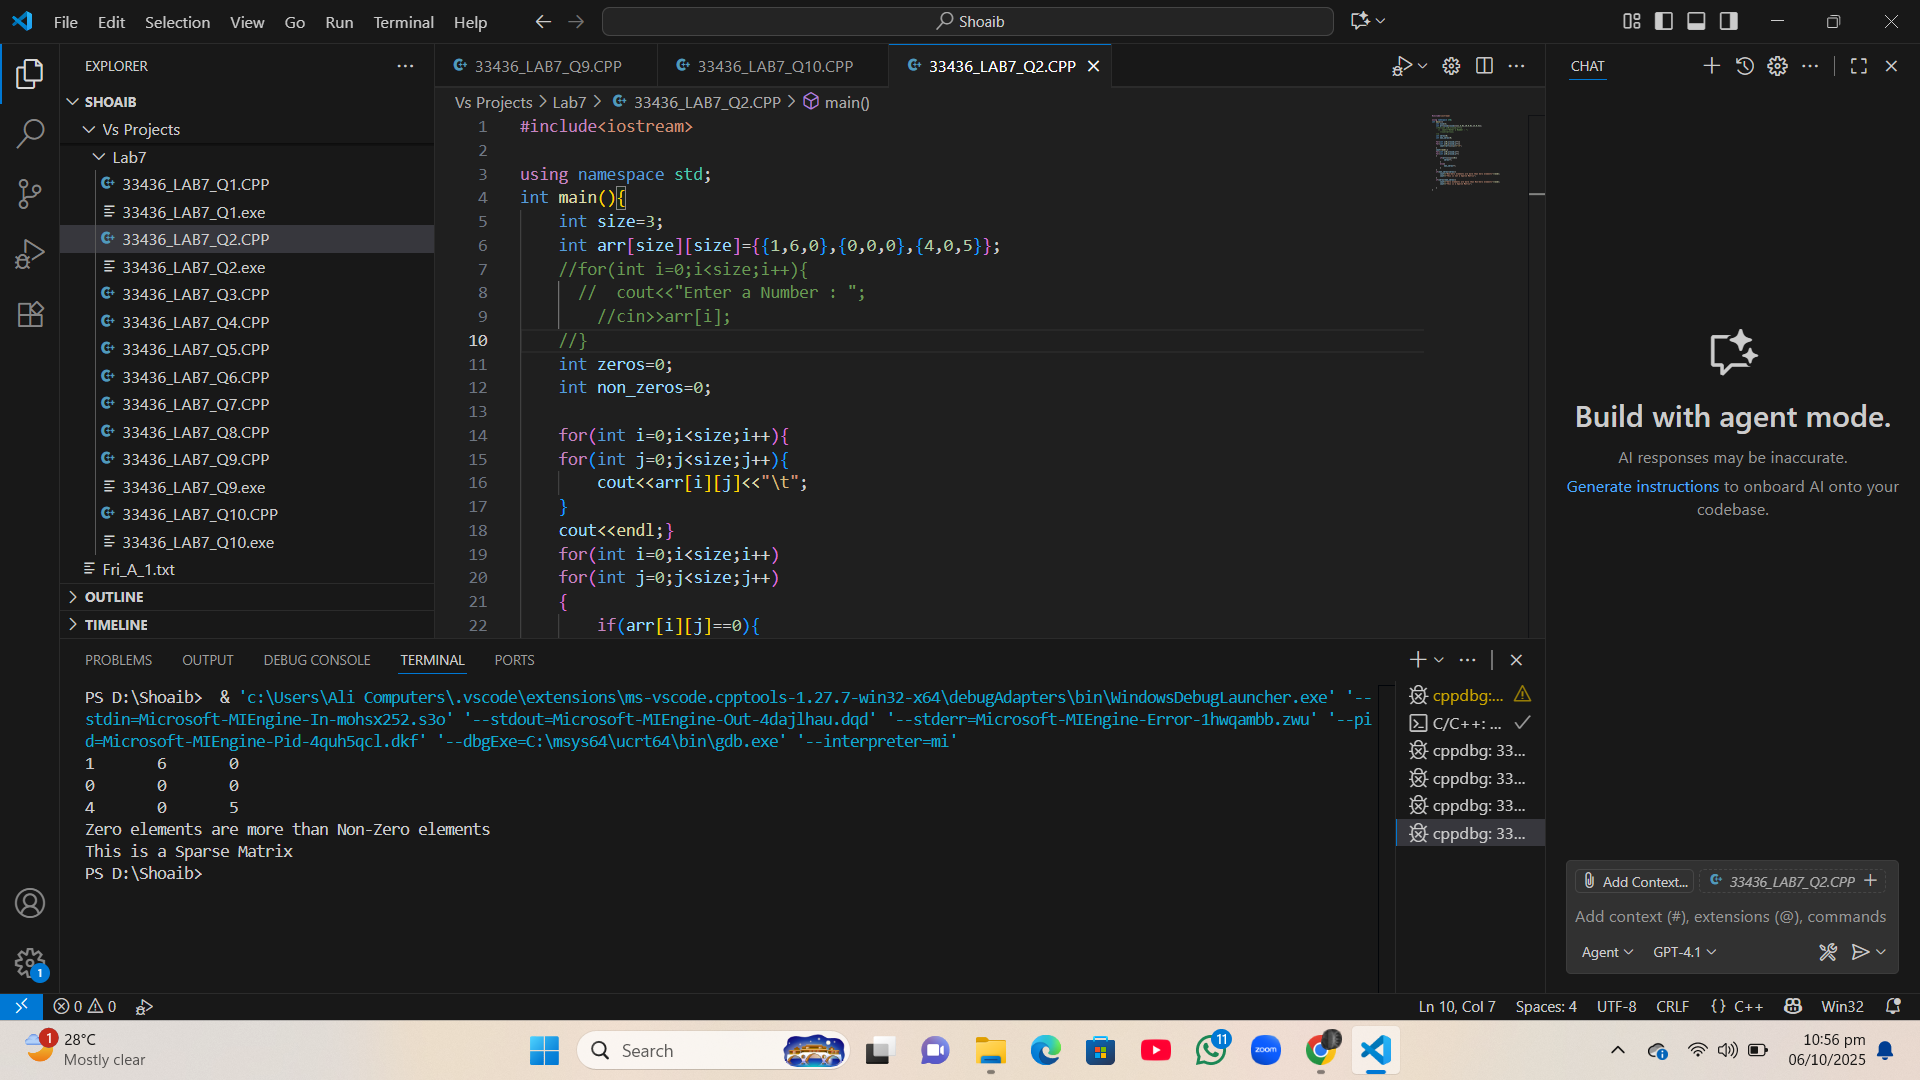 File Edit Selection View Go Run Terminal Help
Shoaib
EXPLORER
SHOAIB
Vs Projects
Lab7
33436_LAB7_Q1.CPP
33436_LAB7_Q1.exe
33436_LAB7_Q2.CPP
33436_LAB7_Q2.exe
33436_LAB7_Q3.CPP
33436_LAB7_Q4.CPP
33436_LAB7_Q5.CPP
33436_LAB7_Q6.CPP
33436_LAB7_Q7.CPP
33436_LAB7_Q8.CPP
33436_LAB7_Q9.CPP
33436_LAB7_Q9.exe
33436_LAB7_Q10.CPP
33436_LAB7_Q10.exe
Fri_A_1.txt
OUTLINE
TIMELINE
33436_LAB7_Q9.CPP 33436_LAB7_Q10.CPP 33436_LAB7_Q2.CPP
Vs Projects > Lab7 > 33436_LAB7_Q2.CPP > main()
1 #include<iostream>
2
3 using namespace std;
4 int main(){
5 int size=3;
6 int arr[size][size]={{1,6,0},{0,0,0},{4,0,5}};
7 //for(int i=0;i<size;i++){
8 // cout<<"Enter a Number : ";
9 //cin>>arr[i];
10 //}
11 int zeros=0;
12 int non_zeros=0;
13
14 for(int i=0;i<size;i++){
15 for(int j=0;j<size;j++){
16 cout<<arr[i][j]<<"\t";
17 }
18 cout<<endl;}
19 for(int i=0;i<size;i++)
20 for(int j=0;j<size;j++)
21 {
22 if(arr[i][j]==0){
PROBLEMS OUTPUT DEBUG CONSOLE TERMINAL PORTS
PS D:\Shoaib>  & 'c:\Users\Ali Computers\.vscode\extensions\ms-vscode.cpptools-1.27.7-win32-x64\debugAdapters\bin\WindowsDebugLauncher.exe' '--
stdin=Microsoft-MIEngine-In-mohsx252.s3o' '--stdout=Microsoft-MIEngine-Out-4dajlhau.dqd' '--stderr=Microsoft-MIEngine-Error-1hwqambb.zwu' '--pi
d=Microsoft-MIEngine-Pid-4quh5qcl.dkf' '--dbgExe=C:\msys64\ucrt64\bin\gdb.exe' '--interpreter=mi'
1 6 0
0 0 0
4 0 5
Zero elements are more than Non-Zero elements
This is a Sparse Matrix
PS D:\Shoaib>
cppdbg:...
C/C++: ...
cppdbg: 33...
cppdbg: 33...
cppdbg: 33...
cppdbg: 33...
CHAT
Build with agent mode.
AI responses may be inaccurate.
Generate instructions to onboard AI onto your
codebase.
Add Context... 33436_LAB7_Q2.CPP
Add context (#), extensions (@), commands
Agent GPT-4.1
1
0 0
Ln 10, Col 7 Spaces: 4 UTF-8 CRLF {} C++ Win32
1 28°C
Mostly clear
Search
11
zoom
10:56 pm
06/10/2025